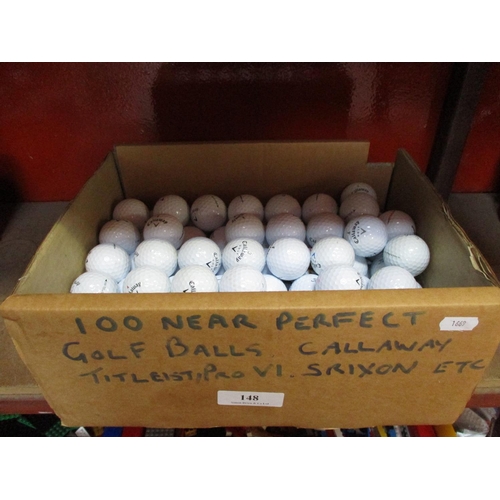 100 NEAR PERFECT
GOLF BALLS CALLAWAY
TITLEIST, PRO V1. SRIXON ETC
148